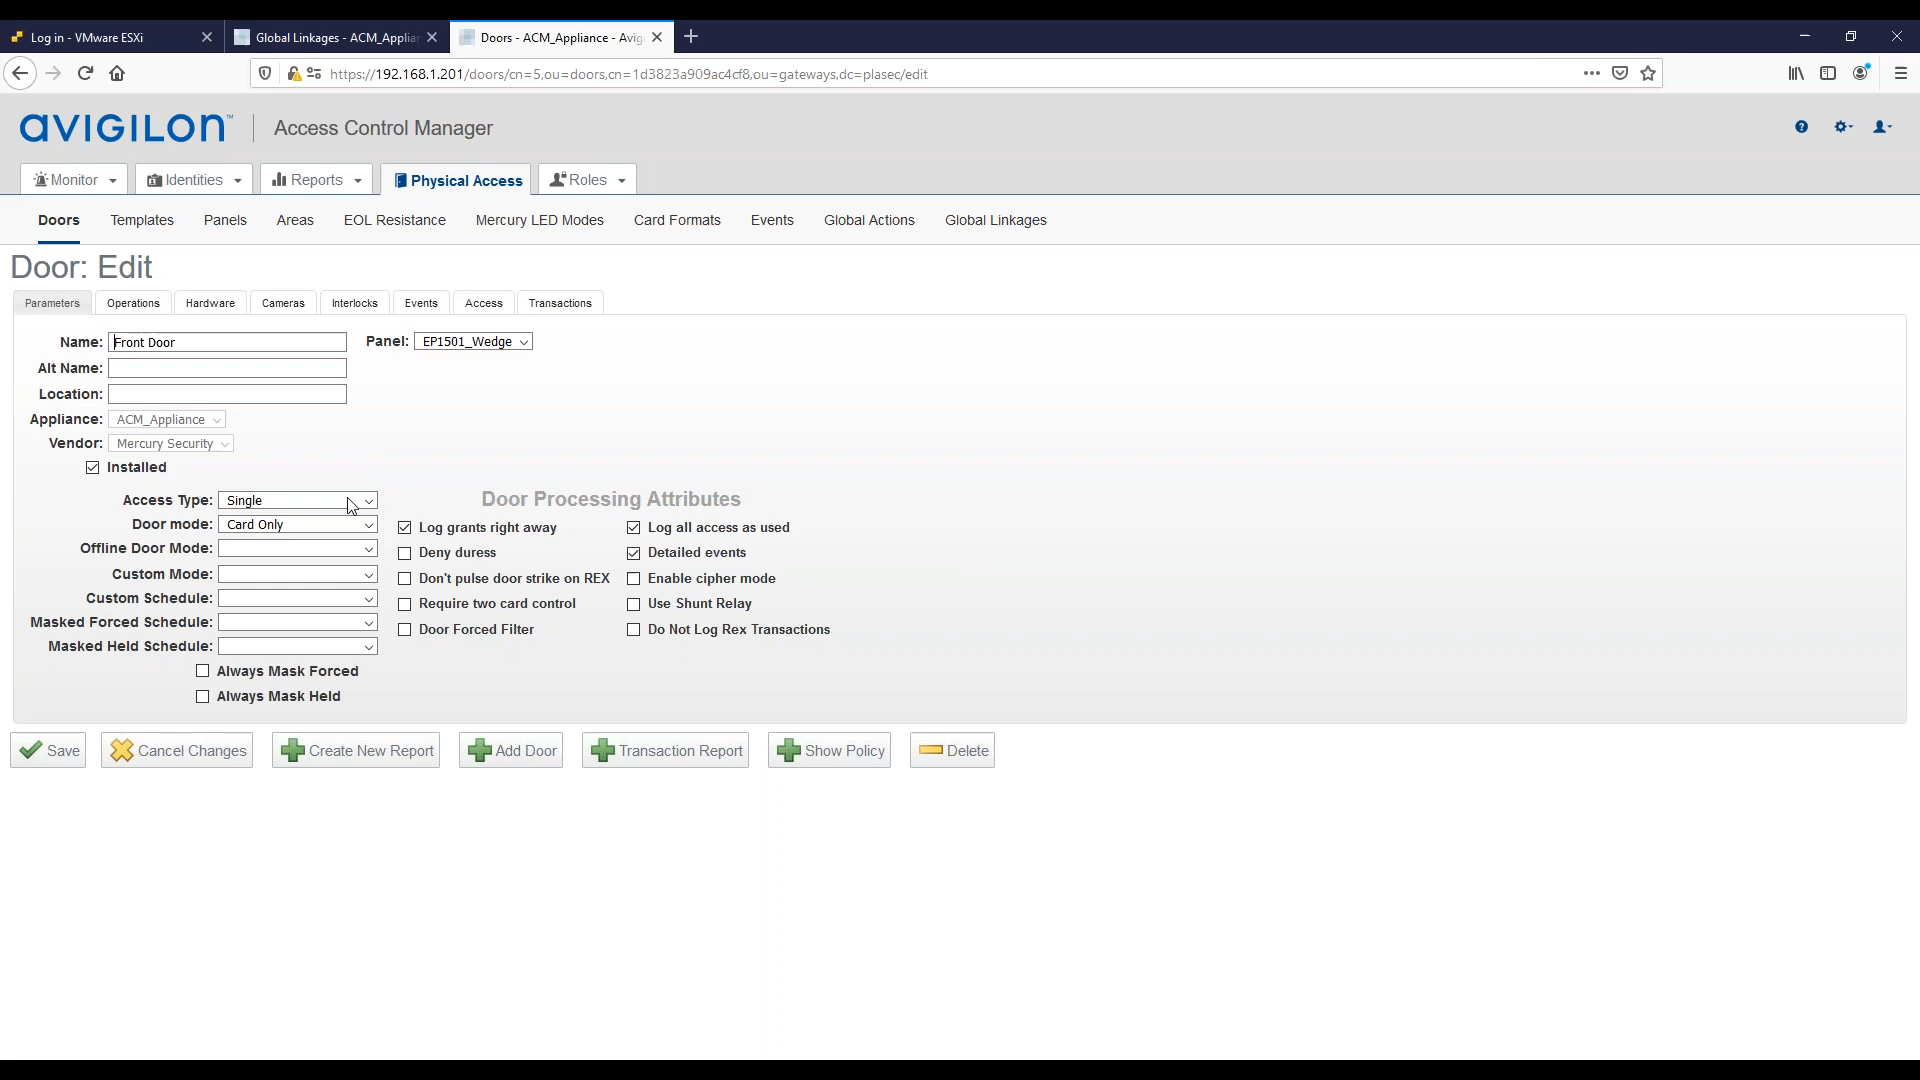 Log in - VMware ESXi
Global Linkages - ACM_Applian
Doors - ACM_Appliance - Avig
https://192.168.1.201/doors/cn=5,ou=doors,cn=1d3823a909ac4cf8,ou=gateways,dc=plasec/edit
avigilon™ Access Control Manager
Monitor Identities Reports Physical Access Roles
Doors Templates Panels Areas EOL Resistance Mercury LED Modes Card Formats Events Global Actions Global Linkages
Door: Edit
Parameters Operations Hardware Cameras Interlocks Events Access Transactions
Name: Front Door Panel: EP1501_Wedge
Alt Name:
Location:
Appliance: ACM_Appliance
Vendor: Mercury Security
Installed
Access Type: Single
Door mode: Card Only
Offline Door Mode:
Custom Mode:
Custom Schedule:
Masked Forced Schedule:
Masked Held Schedule:
Always Mask Forced
Always Mask Held
Door Processing Attributes
Log grants right away Log all access as used
Deny duress Detailed events
Don't pulse door strike on REX Enable cipher mode
Require two card control Use Shunt Relay
Door Forced Filter Do Not Log Rex Transactions
Save Cancel Changes Create New Report Add Door Transaction Report Show Policy Delete